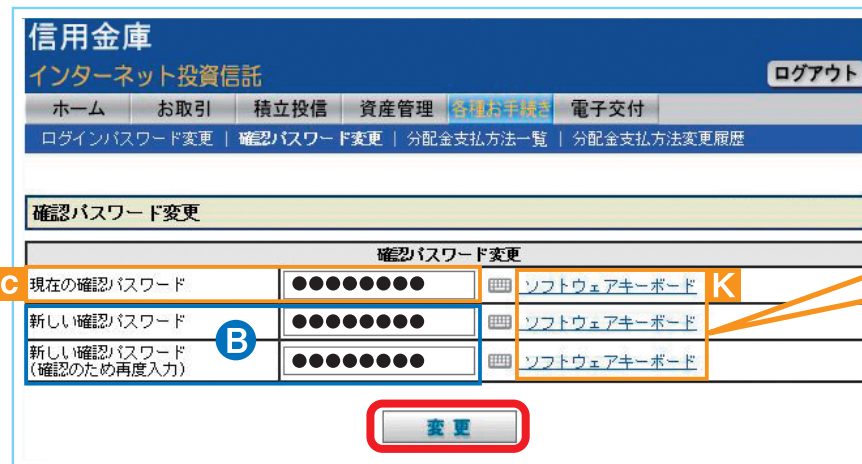 信用金庫
インターネット投資信託
ログアウト
ホーム お取引 積立投信 資産管理 各種お手続き 電子交付
ログインパスワード変更 | 確認パスワード変更 | 分配金支払方法一覧 | 分配金支払方法変更履歴
確認パスワード変更
確認パスワード変更
C 現在の確認パスワード ●●●●●●●● ソフトウェアキーボード K
新しい確認パスワード B ●●●●●●●● ソフトウェアキーボード
新しい確認パスワード
(確認のため再度入力) ●●●●●●●● ソフトウェアキーボード
変更